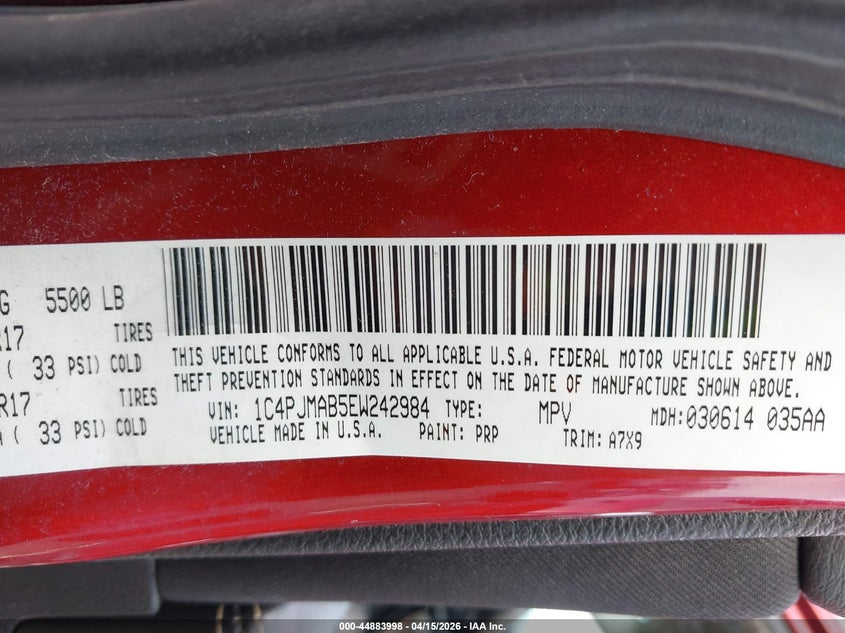 G 5500 LB
R17 TIRES
( 33 PSI) COLD
R17 TIRES
( 33 PSI) COLD
THIS VEHICLE CONFORMS TO ALL APPLICABLE U.S.A. FEDERAL MOTOR VEHICLE SAFETY AND
THEFT PREVENTION STANDARDS IN EFFECT ON THE DATE OF MANUFACTURE SHOWN ABOVE.
VIN: 1C4PJMAB5EW242984 TYPE: MPV MDH:030614 035AA
VEHICLE MADE IN U.S.A. PAINT: PRP TRIM: A7X9
000-44883998 - 04/15/2026 - IAA Inc.